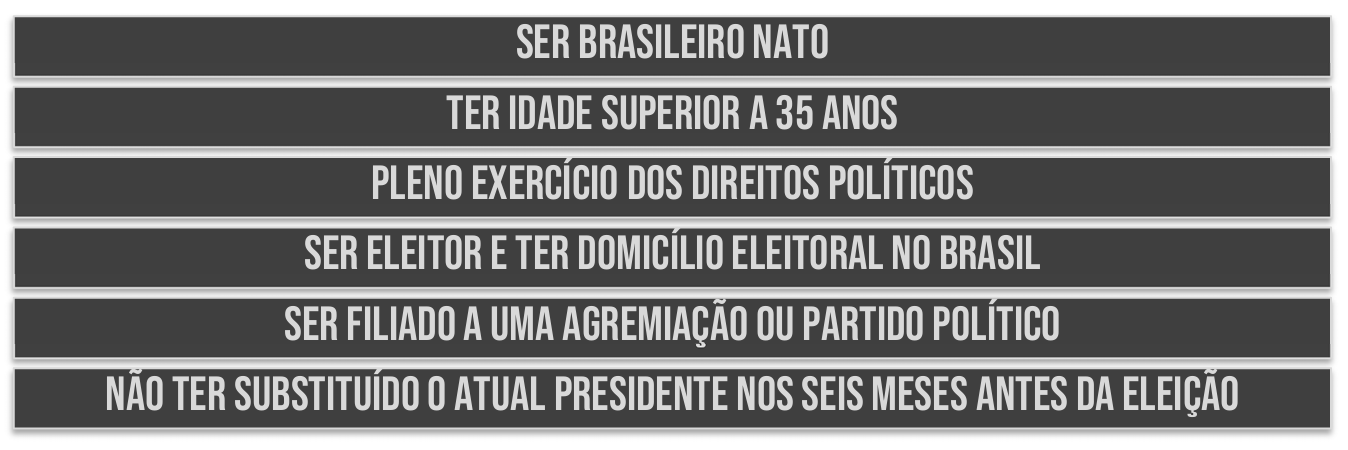 SER BRASILEIRO NATO
TER IDADE SUPERIOR A 35 ANOS
PLENO EXERCÍCIO DOS DIREITOS POLÍTICOS
SER ELEITOR E TER DOMICÍLIO ELEITORAL NO BRASIL
SER FILIADO A UMA AGREMIAÇÃO OU PARTIDO POLÍTICO
NÃO TER SUBSTITUÍDO O ATUAL PRESIDENTE NOS SEIS MESES ANTES DA ELEIÇÃO